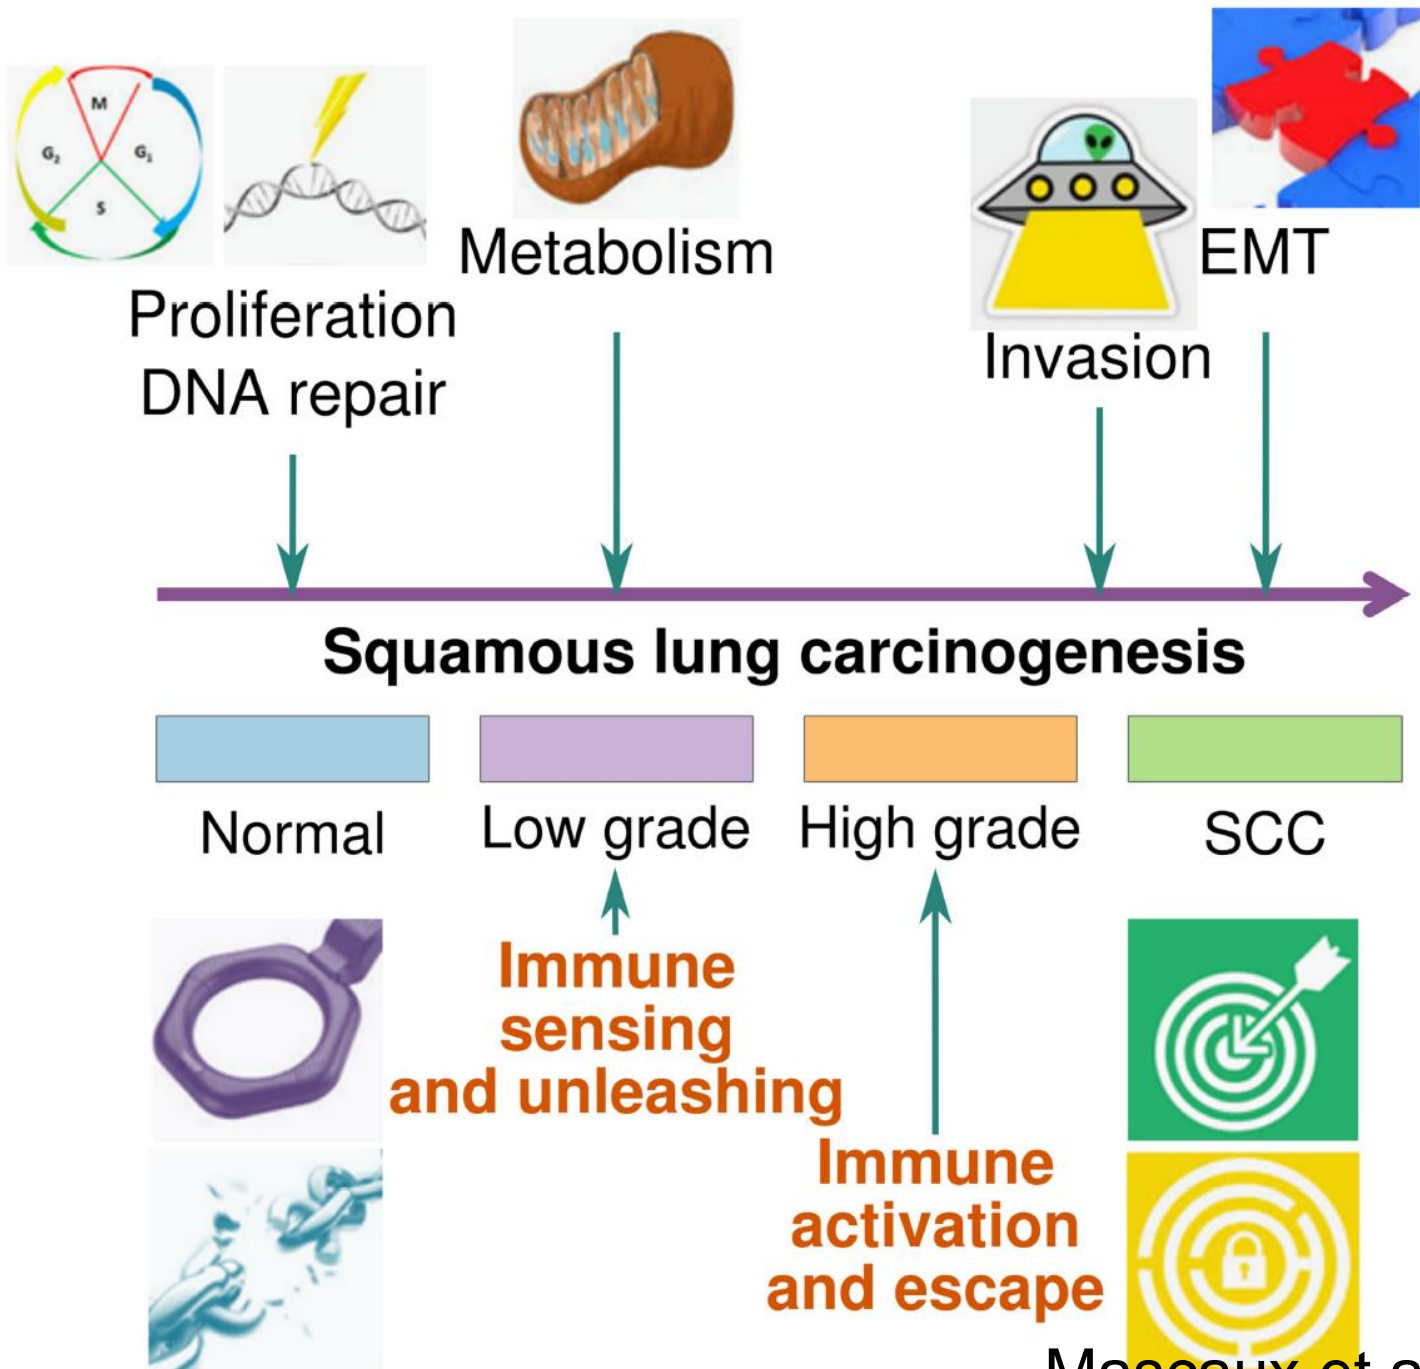 M
G₂
G₁
S
Metabolism
EMT
Proliferation
DNA repair
Invasion
Squamous lung carcinogenesis
Normal
Low grade
High grade
SCC
Immune
sensing
and unleashing
Immune
activation
and escape